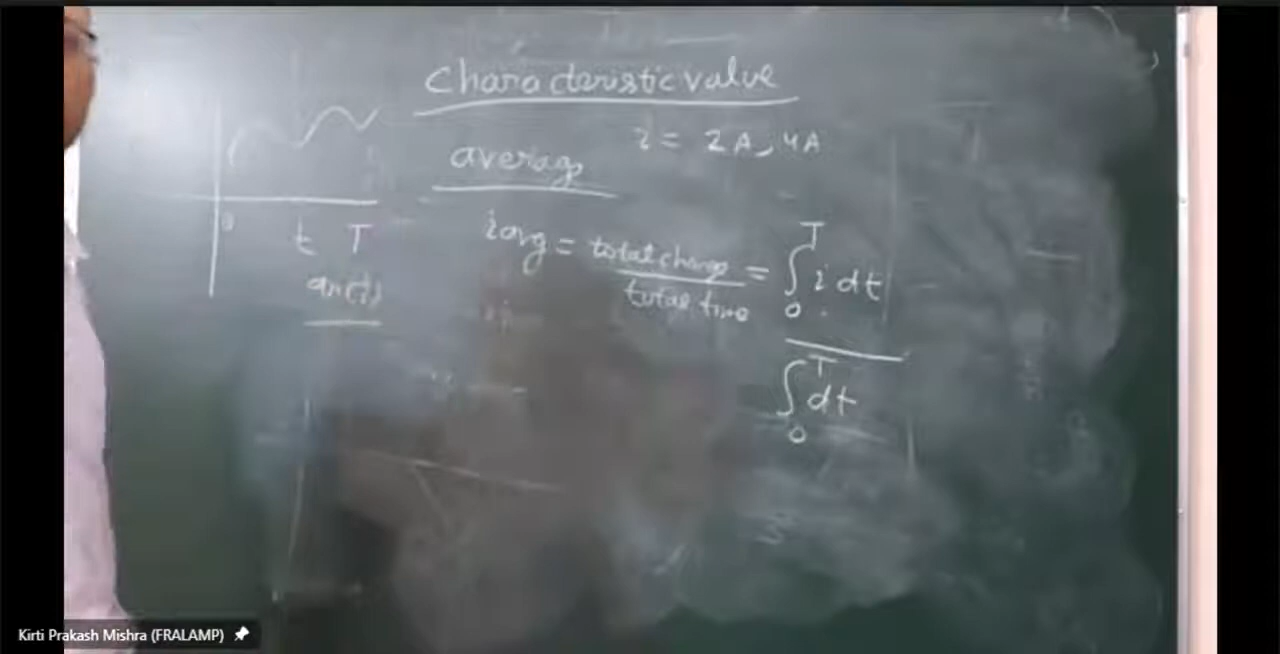 Characteristic value
i = 2A, 4A
average
iavg = total charge / total time = ∫₀ᵀ i dt / ∫₀ᵀ dt
0 t T
Kirti Prakash Mishra (FRALAMP)